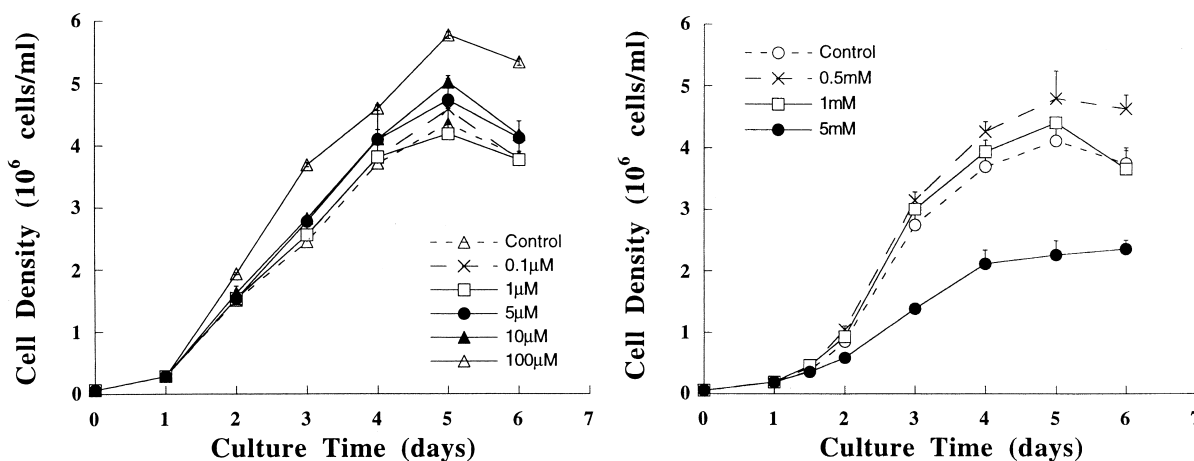 Cell Density (10⁶ cells/ml)
6
5
4
3
2
1
0
Control
0.1µM
1µM
5µM
10µM
100µM
0 1 2 3 4 5 6 7
Culture Time (days)
Cell Density (10⁶ cells/ml)
6
5
4
3
2
1
0
Control
0.5mM
1mM
5mM
0 1 2 3 4 5 6 7
Culture Time (days)